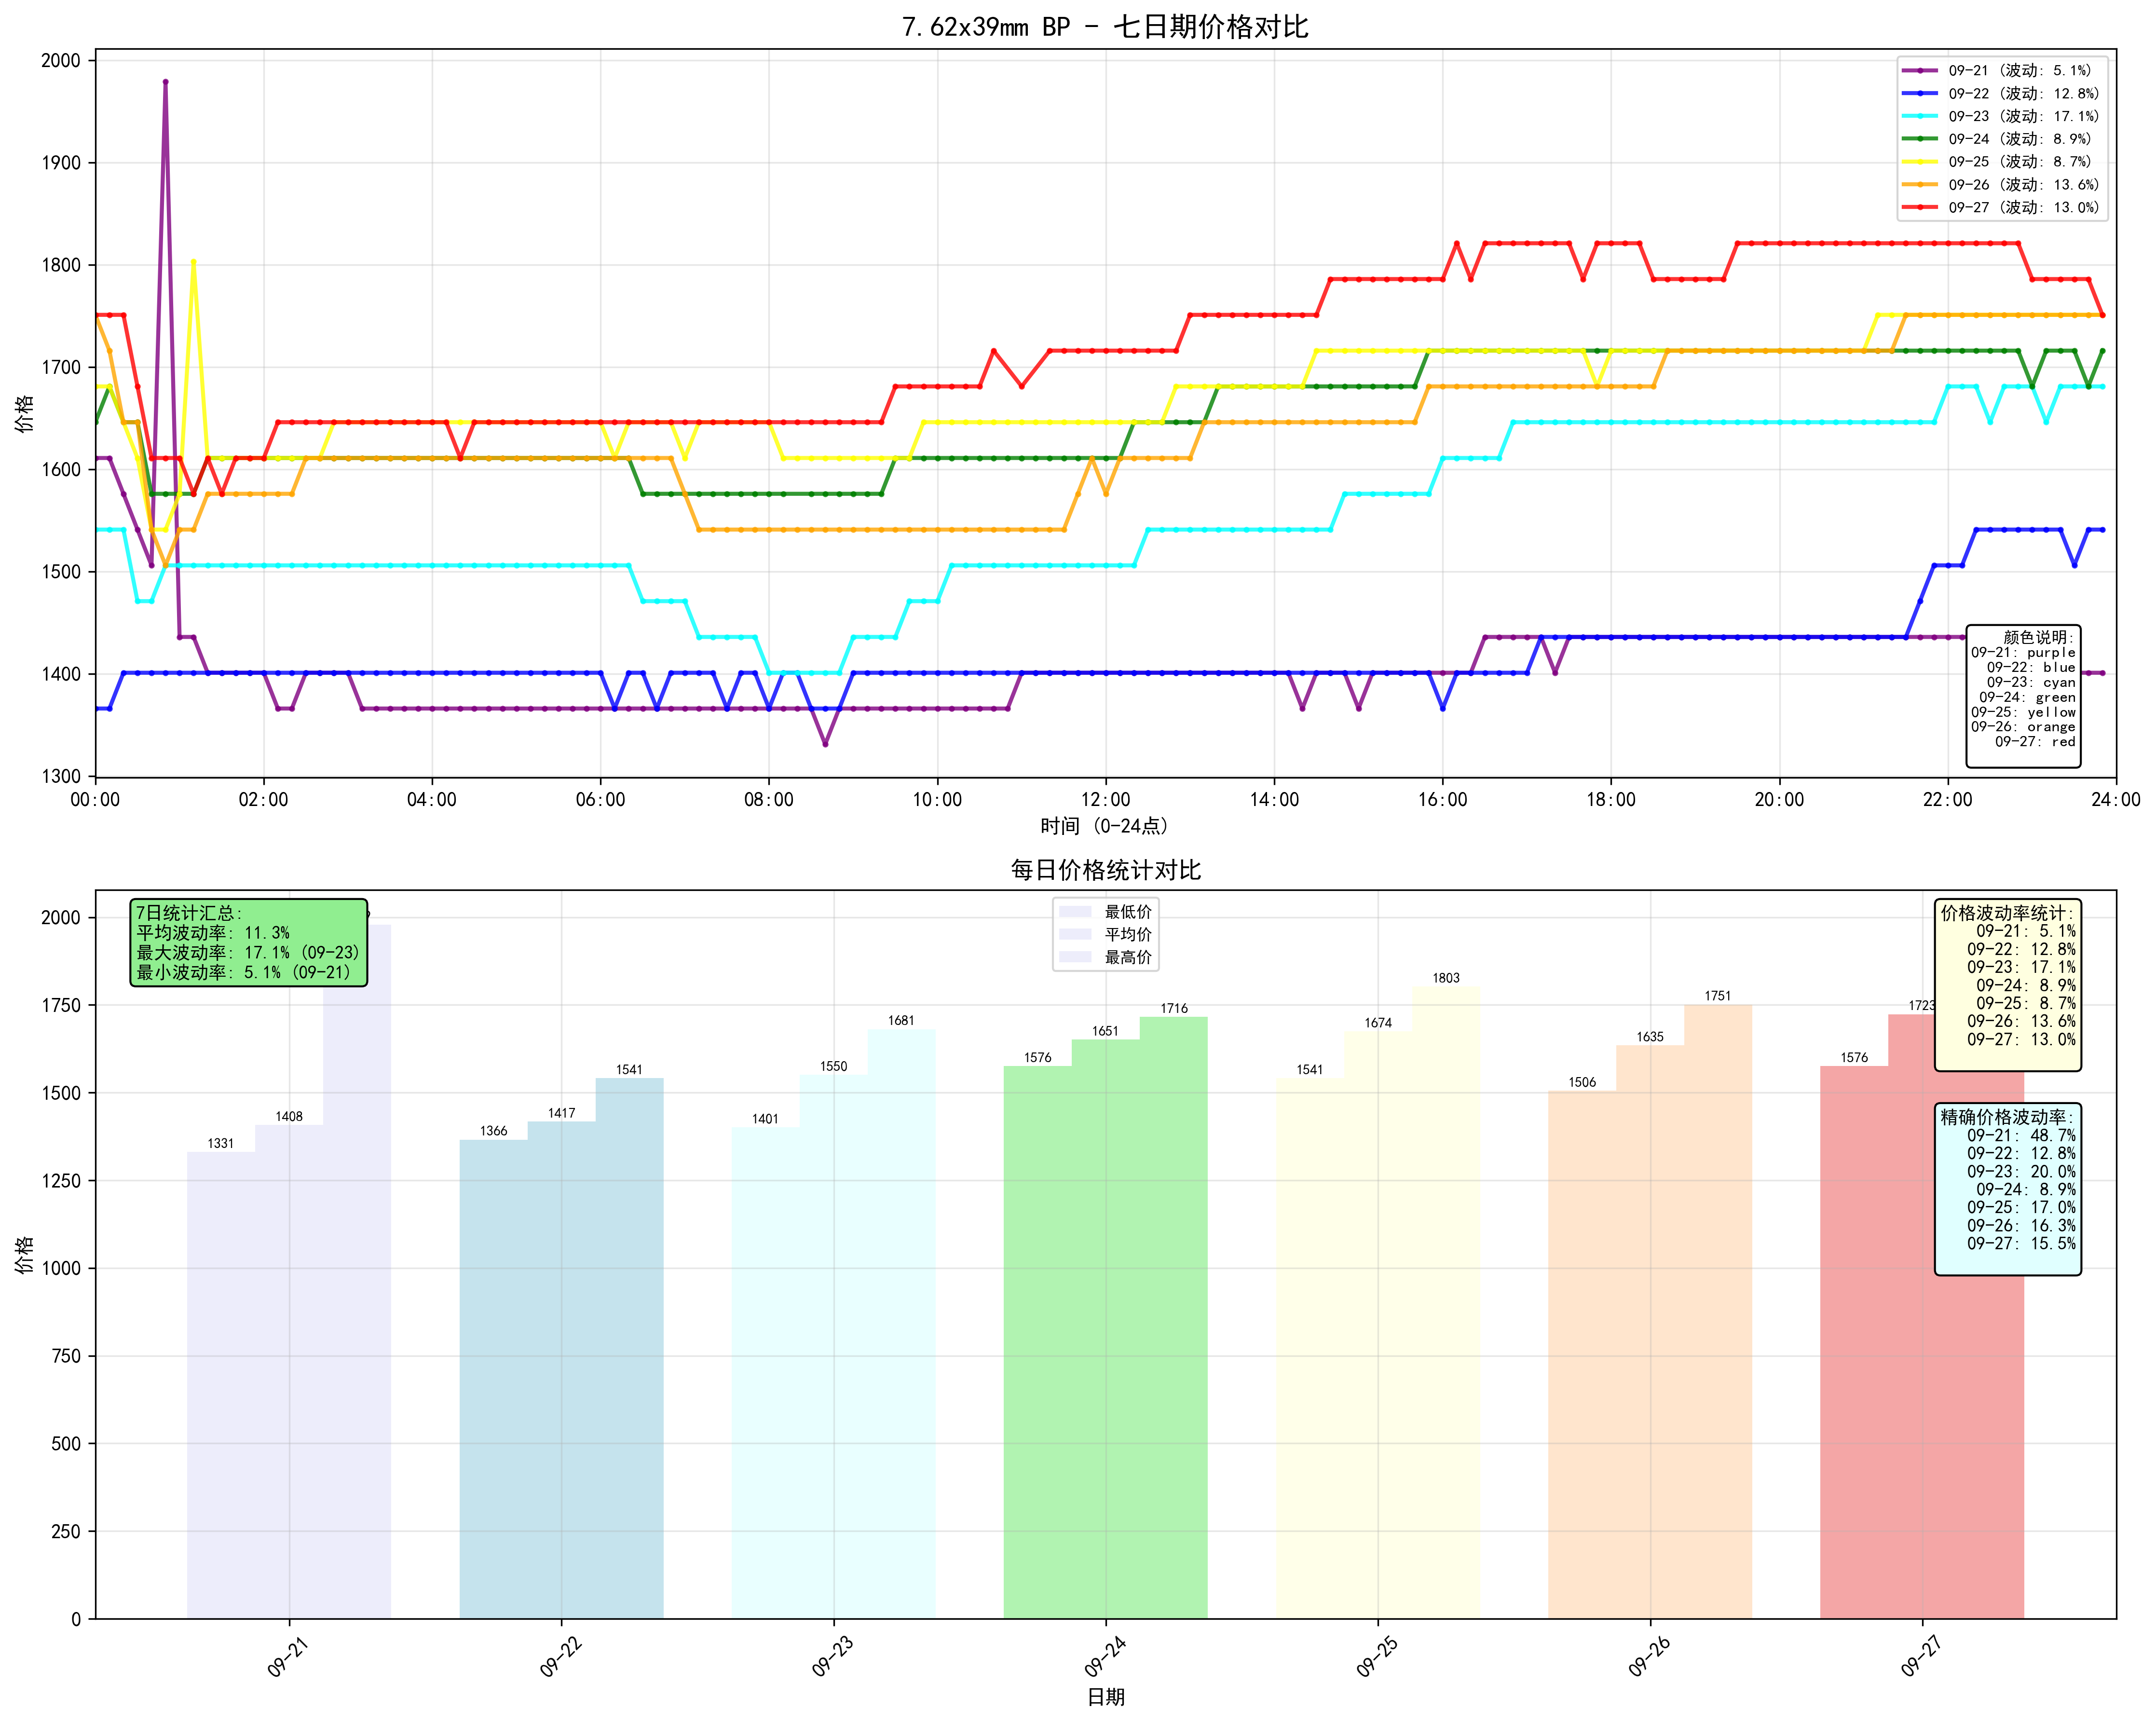 7.62x39mm BP - 七日期价格对比
价格
2000
1900
1800
1700
1600
1500
1400
1300
09-21 (波动: 5.1%)
09-22 (波动: 12.8%)
09-23 (波动: 17.1%)
09-24 (波动: 8.9%)
09-25 (波动: 8.7%)
09-26 (波动: 13.6%)
09-27 (波动: 13.0%)
颜色说明:
09-21: purple
09-22: blue
09-23: cyan
09-24: green
09-25: yellow
09-26: orange
09-27: red
00:00 02:00 04:00 06:00 08:00 10:00 12:00 14:00 16:00 18:00 20:00 22:00 24:00
时间 (0-24点)
每日价格统计对比
价格
2000
1750
1500
1250
1000
750
500
250
0
7日统计汇总:
平均波动率: 11.3%
最大波动率: 17.1% (09-23)
最小波动率: 5.1% (09-21)
最低价
平均价
最高价
价格波动率统计:
09-21: 5.1%
09-22: 12.8%
09-23: 17.1%
09-24: 8.9%
09-25: 8.7%
09-26: 13.6%
09-27: 13.0%
精确价格波动率:
09-21: 48.7%
09-22: 12.8%
09-23: 20.0%
09-24: 8.9%
09-25: 17.0%
09-26: 16.3%
09-27: 15.5%
1331 1408
1366 1417 1541
1401 1550 1681
1576 1651 1716
1541 1674 1803
1506 1635 1751
1576 1723
09-21 09-22 09-23 09-24 09-25 09-26 09-27
日期